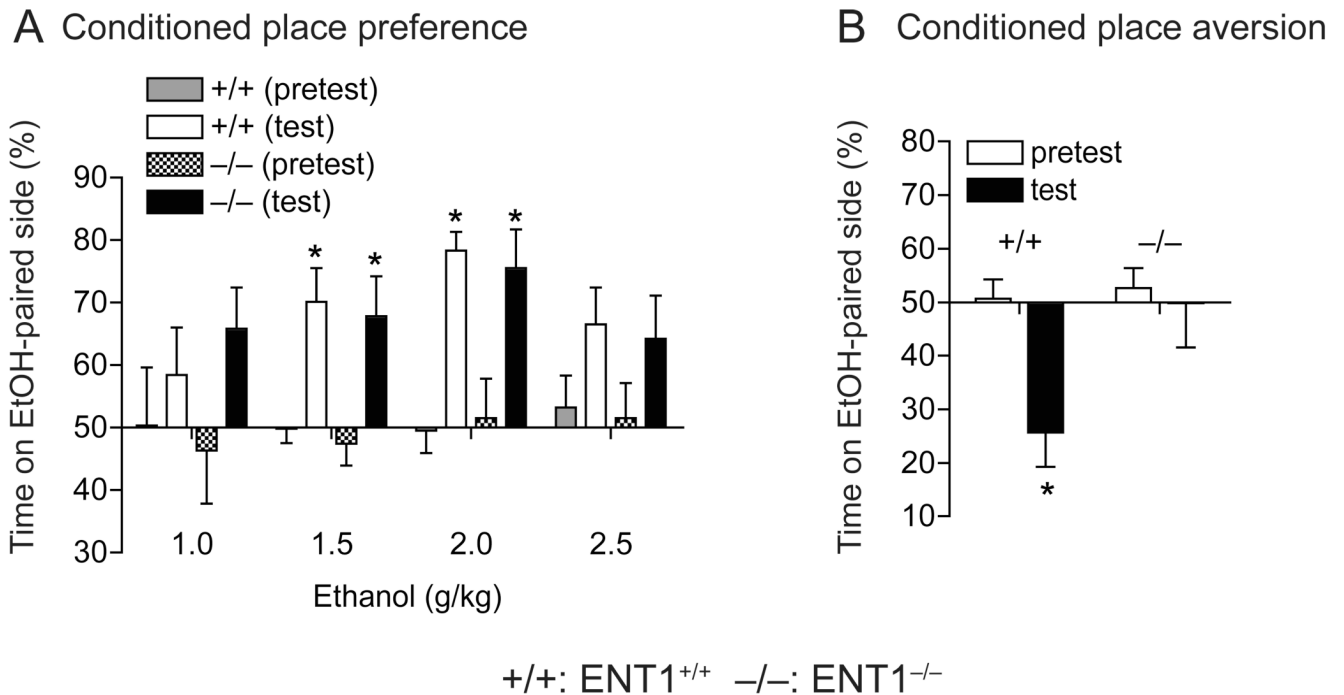 A Conditioned place preference
+/+ (pretest)
+/+ (test)
–/– (pretest)
–/– (test)
Time on EtOH-paired side (%)
90
80
70
60
50
40
30
* * * *
1.0 1.5 2.0 2.5
Ethanol (g/kg)
B Conditioned place aversion
pretest
test
Time on EtOH-paired side (%)
80
70
60
50
40
30
20
10
+/+ –/–
*
+/+: ENT1+/+ –/–: ENT1–/–